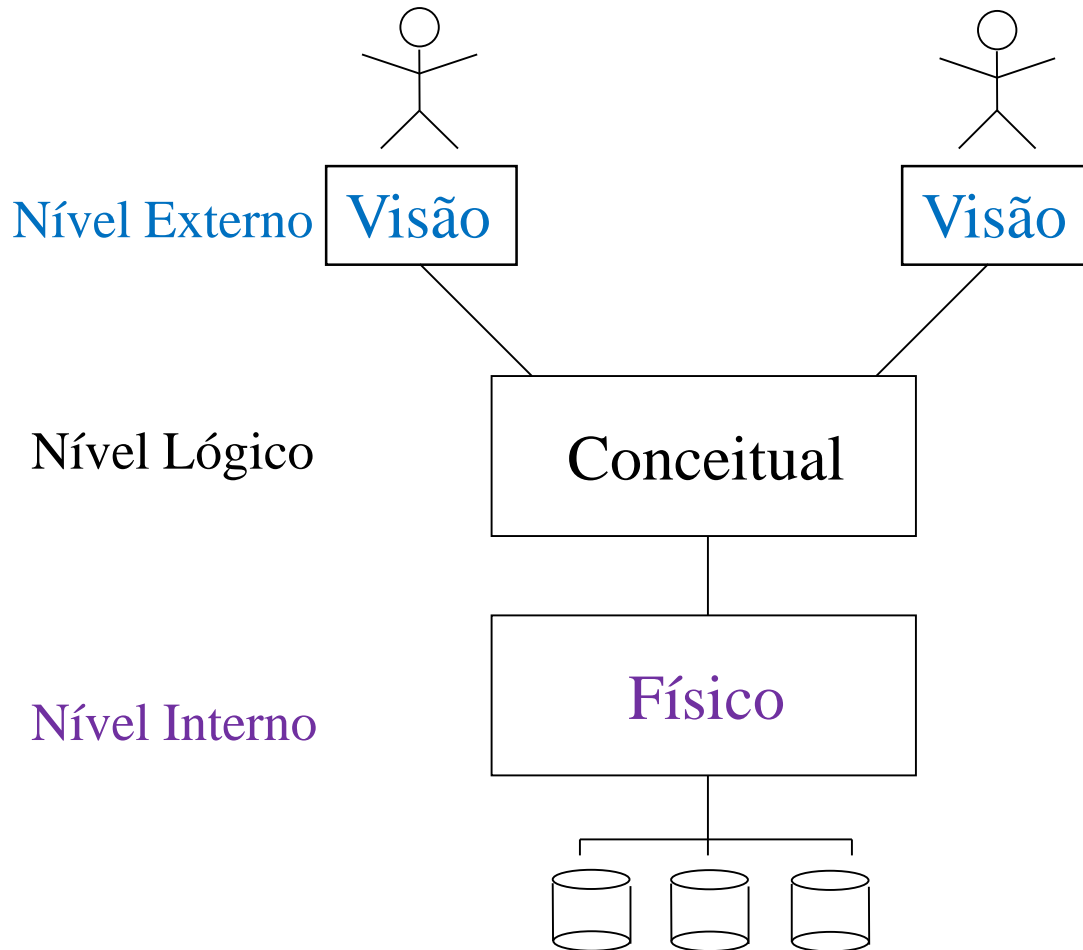 Nível Externo
Visão
Visão
Nível Lógico
Conceitual
Nível Interno
Físico